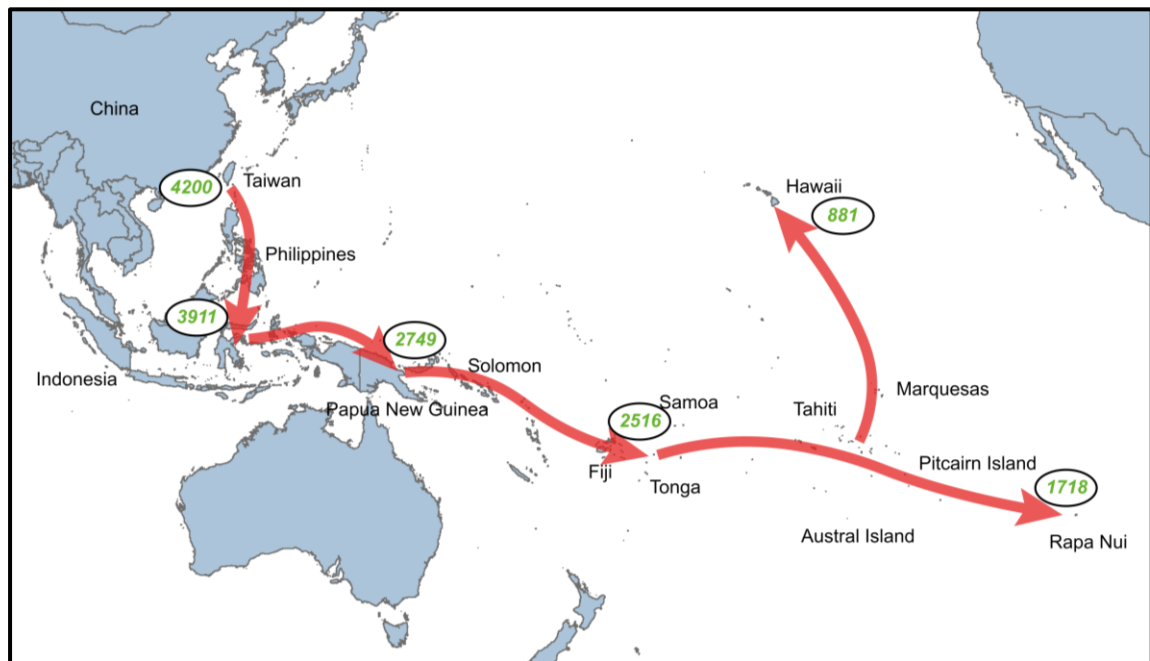 China
4200
Taiwan
Hawaii
881
Philippines
3911
2749
Solomon
Indonesia
Papua New Guinea
Marquesas
Samoa
Tahiti
2516
Fiji
Tonga
Pitcairn Island
1718
Austral Island
Rapa Nui